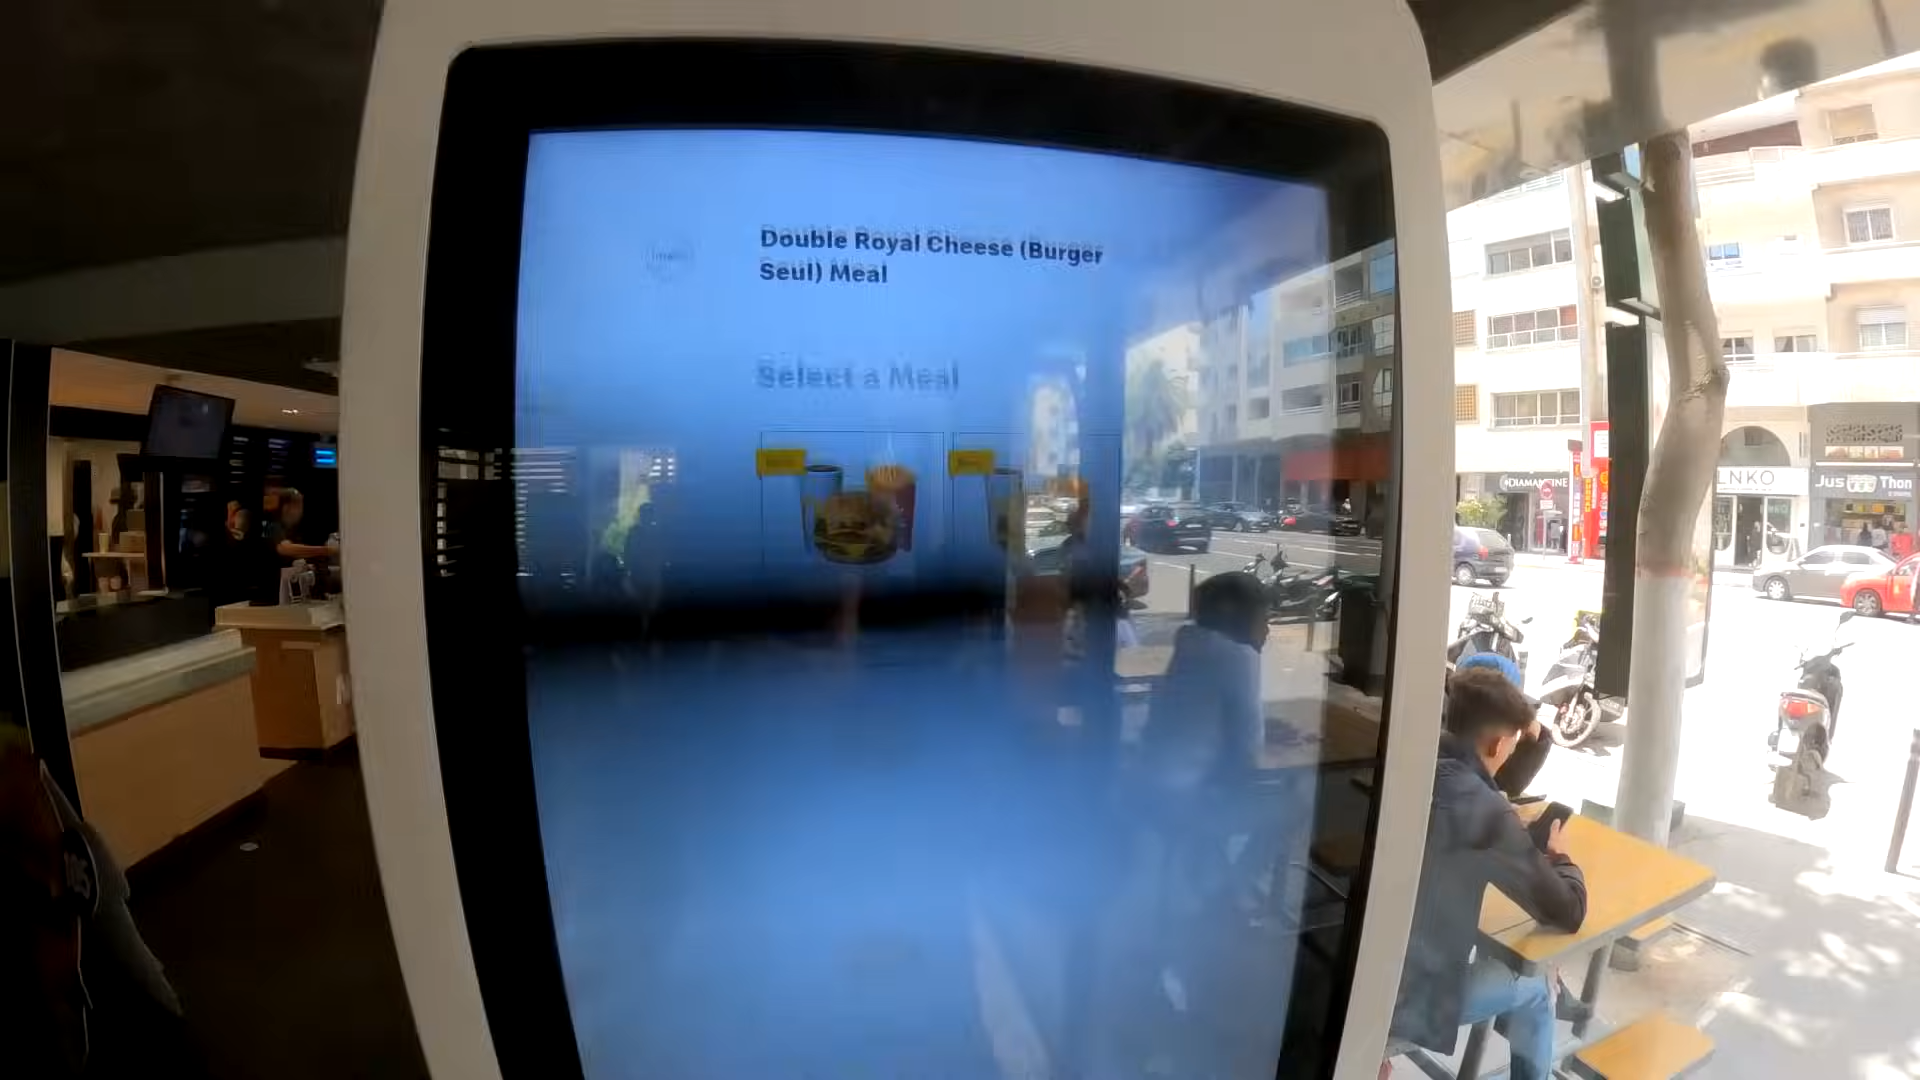 Double Royal Cheese (Burger
Seul) Meal
Select a Meal
DIAMANTINE
LNKO
Jus
Thon